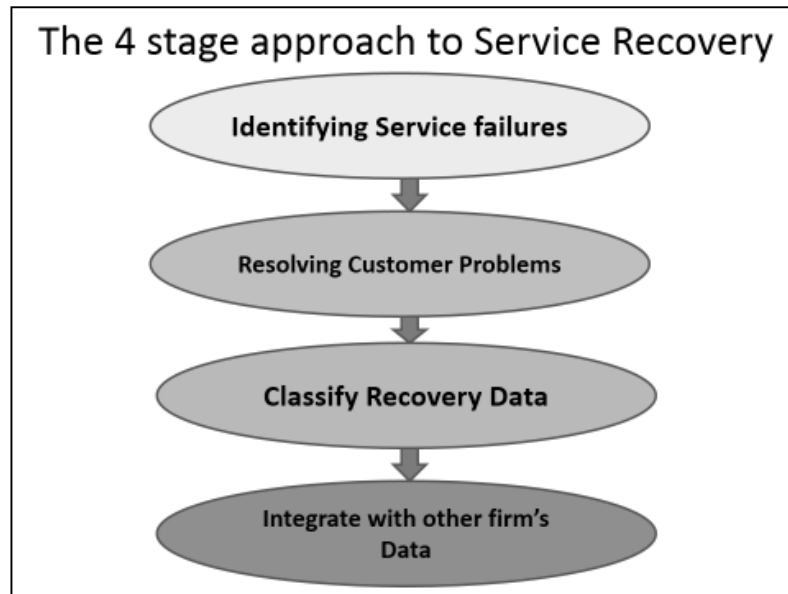 The 4 stage approach to Service Recovery
Identifying Service failures
Resolving Customer Problems
Classify Recovery Data
Integrate with other firm's
Data